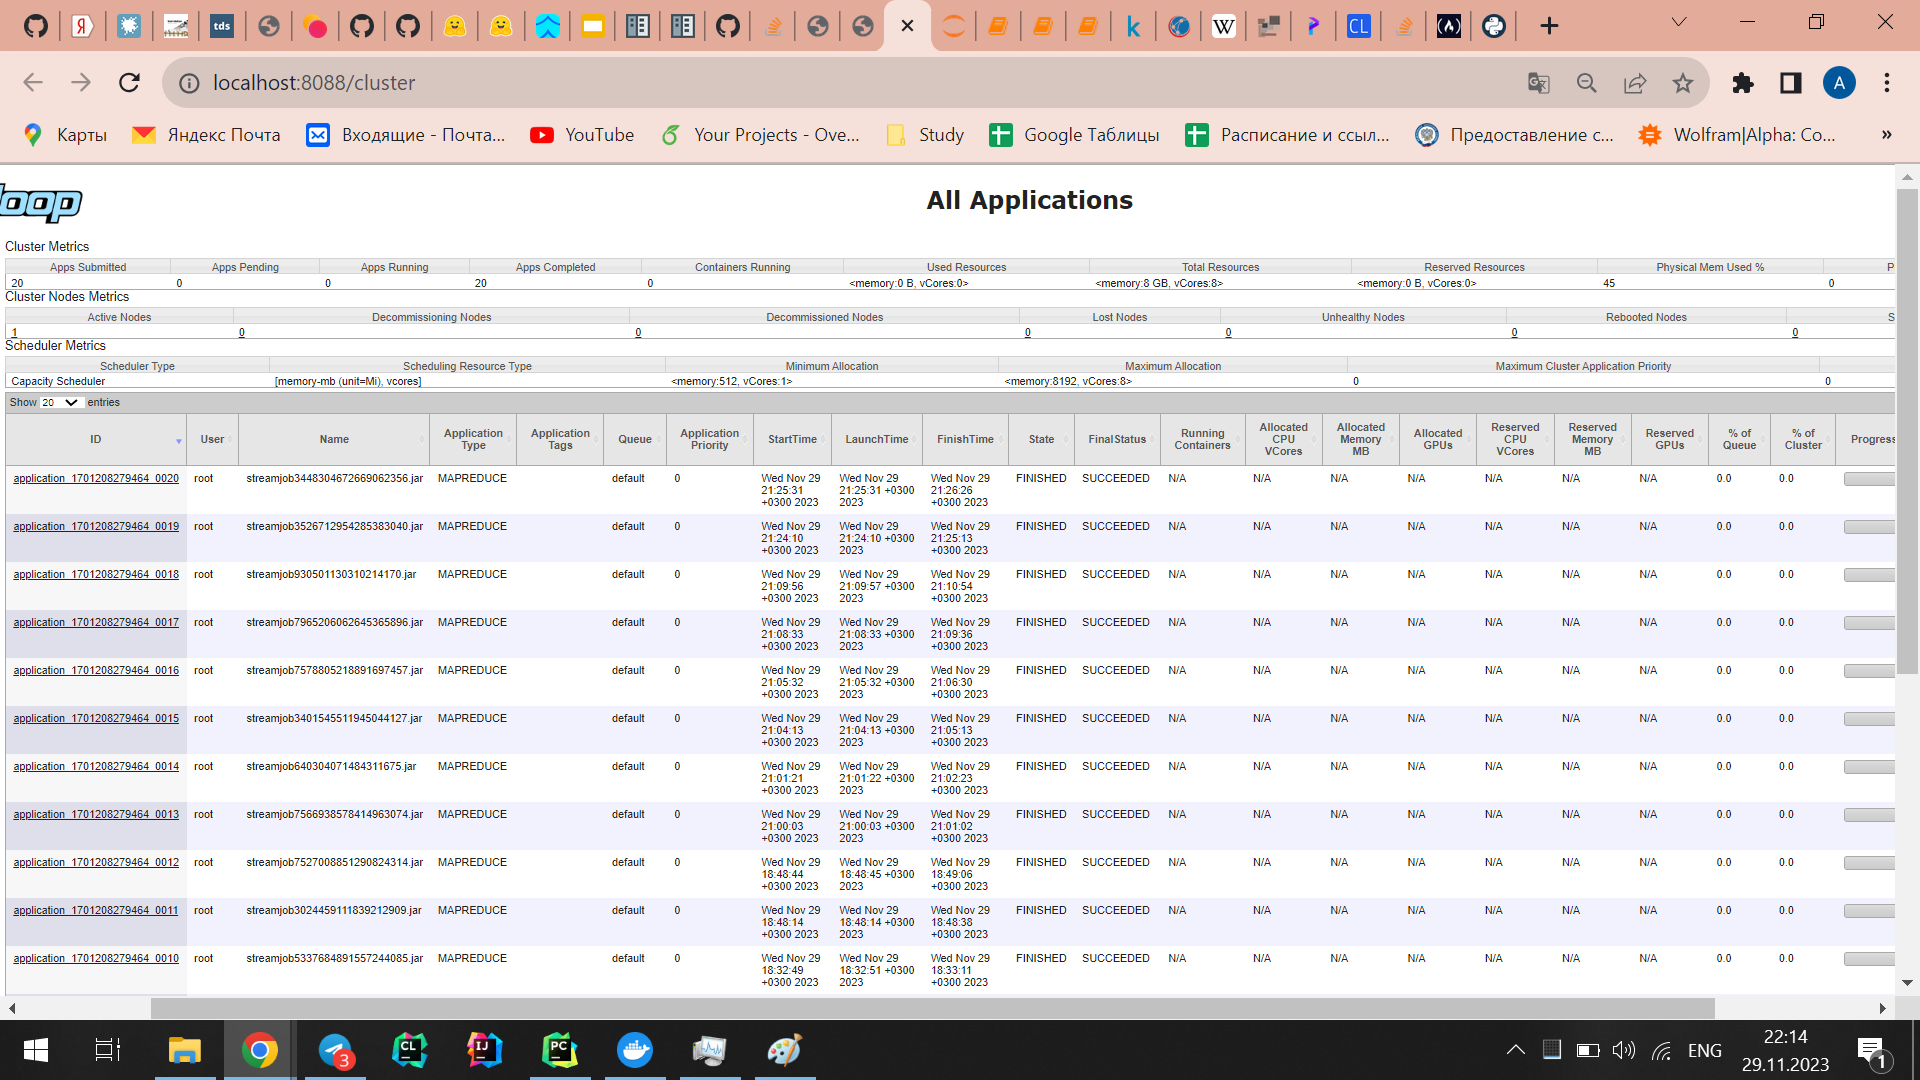 tds
W
CL
localhost:8088/cluster
A
Карты
Яндекс Почта
Входящие - Почта...
YouTube
Your Projects - Ove...
Study
Google Таблицы
Расписание и ссыл...
Предоставление с...
Wolfram|Alpha: Co...
»
All Applications
Cluster Metrics
Apps Submitted Apps Pending Apps Running Apps Completed Containers Running Used Resources Total Resources Reserved Resources Physical Mem Used % P
20 0 0 20 0 <memory:0 B, vCores:0> <memory:8 GB, vCores:8> <memory:0 B, vCores:0> 45 0
Cluster Nodes Metrics
Active Nodes Decommissioning Nodes Decommissioned Nodes Lost Nodes Unhealthy Nodes Rebooted Nodes S
1 0 0 0 0 0 0
Scheduler Metrics
Scheduler Type Scheduling Resource Type Minimum Allocation Maximum Allocation Maximum Cluster Application Priority
Capacity Scheduler [memory-mb (unit=Mi), vcores] <memory:512, vCores:1> <memory:8192, vCores:8> 0 0
Show 20 entries
ID User Name Application Type Application Tags Queue Application Priority StartTime LaunchTime FinishTime State FinalStatus Running Containers Allocated CPU VCores Allocated Memory MB Allocated GPUs Reserved CPU VCores Reserved Memory MB Reserved GPUs % of Queue % of Cluster Progress
application_1701208279464_0020 root streamjob3448304672669062356.jar MAPREDUCE default 0 Wed Nov 29 21:25:31 +0300 2023 Wed Nov 29 21:25:31 +0300 2023 Wed Nov 29 21:26:26 +0300 2023 FINISHED SUCCEEDED N/A N/A N/A N/A N/A N/A N/A 0.0 0.0
application_1701208279464_0019 root streamjob3526712954285383040.jar MAPREDUCE default 0 Wed Nov 29 21:24:10 +0300 2023 Wed Nov 29 21:24:10 +0300 2023 Wed Nov 29 21:25:13 +0300 2023 FINISHED SUCCEEDED N/A N/A N/A N/A N/A N/A N/A 0.0 0.0
application_1701208279464_0018 root streamjob930501130310214170.jar MAPREDUCE default 0 Wed Nov 29 21:09:56 +0300 2023 Wed Nov 29 21:09:57 +0300 2023 Wed Nov 29 21:10:54 +0300 2023 FINISHED SUCCEEDED N/A N/A N/A N/A N/A N/A N/A 0.0 0.0
application_1701208279464_0017 root streamjob7965206062645365896.jar MAPREDUCE default 0 Wed Nov 29 21:08:33 +0300 2023 Wed Nov 29 21:08:33 +0300 2023 Wed Nov 29 21:09:36 +0300 2023 FINISHED SUCCEEDED N/A N/A N/A N/A N/A N/A N/A 0.0 0.0
application_1701208279464_0016 root streamjob7578805218891697457.jar MAPREDUCE default 0 Wed Nov 29 21:05:32 +0300 2023 Wed Nov 29 21:05:32 +0300 2023 Wed Nov 29 21:06:30 +0300 2023 FINISHED SUCCEEDED N/A N/A N/A N/A N/A N/A N/A 0.0 0.0
application_1701208279464_0015 root streamjob3401545511945044127.jar MAPREDUCE default 0 Wed Nov 29 21:04:13 +0300 2023 Wed Nov 29 21:04:13 +0300 2023 Wed Nov 29 21:05:13 +0300 2023 FINISHED SUCCEEDED N/A N/A N/A N/A N/A N/A N/A 0.0 0.0
application_1701208279464_0014 root streamjob640304071484311675.jar MAPREDUCE default 0 Wed Nov 29 21:01:21 +0300 2023 Wed Nov 29 21:01:22 +0300 2023 Wed Nov 29 21:02:23 +0300 2023 FINISHED SUCCEEDED N/A N/A N/A N/A N/A N/A N/A 0.0 0.0
application_1701208279464_0013 root streamjob7566938578414963074.jar MAPREDUCE default 0 Wed Nov 29 21:00:03 +0300 2023 Wed Nov 29 21:00:03 +0300 2023 Wed Nov 29 21:01:02 +0300 2023 FINISHED SUCCEEDED N/A N/A N/A N/A N/A N/A N/A 0.0 0.0
application_1701208279464_0012 root streamjob7527008851290824314.jar MAPREDUCE default 0 Wed Nov 29 18:48:44 +0300 2023 Wed Nov 29 18:48:45 +0300 2023 Wed Nov 29 18:49:06 +0300 2023 FINISHED SUCCEEDED N/A N/A N/A N/A N/A N/A N/A 0.0 0.0
application_1701208279464_0011 root streamjob3024459111839212909.jar MAPREDUCE default 0 Wed Nov 29 18:48:14 +0300 2023 Wed Nov 29 18:48:14 +0300 2023 Wed Nov 29 18:48:38 +0300 2023 FINISHED SUCCEEDED N/A N/A N/A N/A N/A N/A N/A 0.0 0.0
application_1701208279464_0010 root streamjob5337684891557244085.jar MAPREDUCE default 0 Wed Nov 29 18:32:49 +0300 2023 Wed Nov 29 18:32:51 +0300 2023 Wed Nov 29 18:33:11 +0300 2023 FINISHED SUCCEEDED N/A N/A N/A N/A N/A N/A N/A 0.0 0.0
3
CL
IJ
PC
ENG
22:14
29.11.2023
1